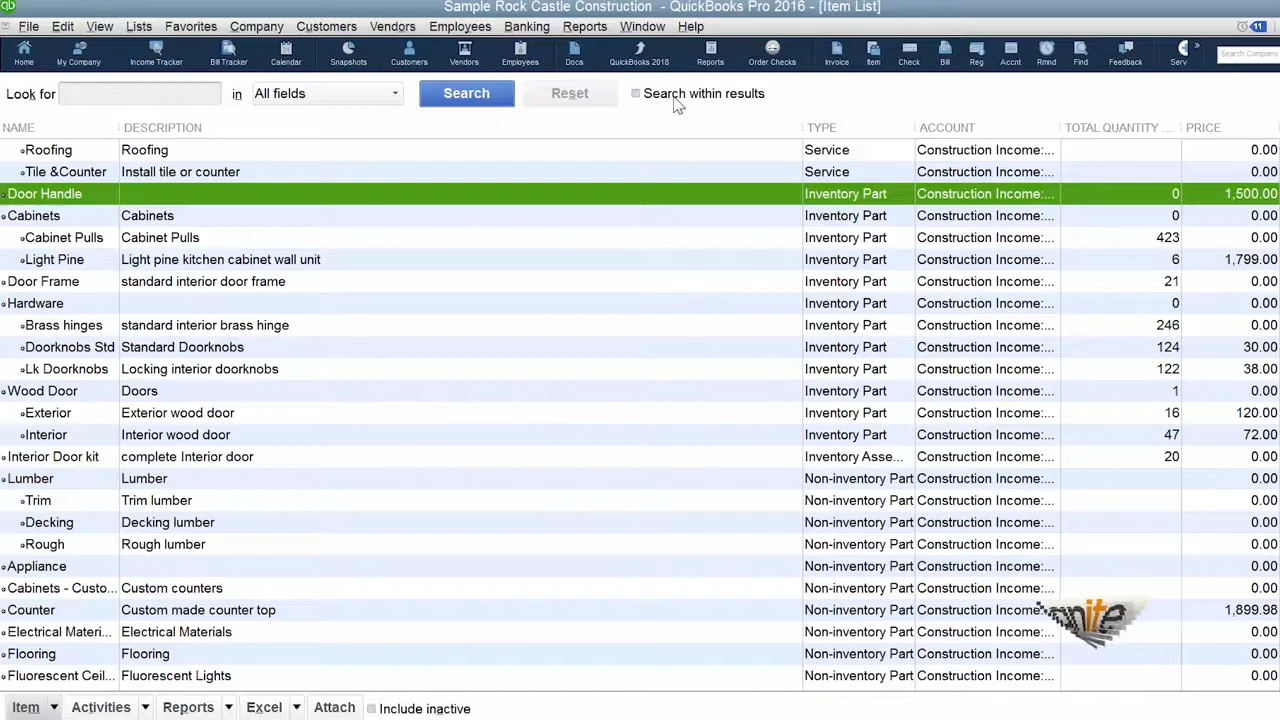 Sample Rock Castle Construction - QuickBooks Pro 2016 - [Item List]
File Edit View Lists Favorites Company Customers Vendors Employees Banking Reports Window Help 11
Home My Company Income Tracker Bill Tracker Calendar Snapshots Customers Vendors Employees Docs QuickBooks 2018 Reports Order Checks Invoice Item Check Bill Reg Accnt Rmnd Find Feedback Serv » Search Company
Look for in All fields Search Reset Search within results
NAME DESCRIPTION TYPE ACCOUNT TOTAL QUANTITY ... PRICE
Roofing Roofing Service Construction Income:... 0.00
Tile &Counter Install tile or counter Service Construction Income:... 0.00
Door Handle Inventory Part Construction Income:... 0 1,500.00
Cabinets Cabinets Inventory Part Construction Income:... 0 0.00
Cabinet Pulls Cabinet Pulls Inventory Part Construction Income:... 423 0.00
Light Pine Light pine kitchen cabinet wall unit Inventory Part Construction Income:... 6 1,799.00
Door Frame standard interior door frame Inventory Part Construction Income:... 21 0.00
Hardware Inventory Part Construction Income:... 0 0.00
Brass hinges standard interior brass hinge Inventory Part Construction Income:... 246 0.00
Doorknobs Std Standard Doorknobs Inventory Part Construction Income:... 124 30.00
Lk Doorknobs Locking interior doorknobs Inventory Part Construction Income:... 122 38.00
Wood Door Doors Inventory Part Construction Income:... 1 0.00
Exterior Exterior wood door Inventory Part Construction Income:... 16 120.00
Interior Interior wood door Inventory Part Construction Income:... 47 72.00
Interior Door kit complete Interior door Inventory Asse... Construction Income:... 20 0.00
Lumber Lumber Non-inventory Part Construction Income:... 0.00
Trim Trim lumber Non-inventory Part Construction Income:... 0.00
Decking Decking lumber Non-inventory Part Construction Income:... 0.00
Rough Rough lumber Non-inventory Part Construction Income:... 0.00
Appliance Non-inventory Part Construction Income:... 0.00
Cabinets - Custo... Custom counters Non-inventory Part Construction Income:... 0.00
Counter Custom made counter top Non-inventory Part Construction Income: 1,899.98
Electrical Materi... Electrical Materials Non-inventory Part Construction Income:... 0.00
Flooring Flooring Non-inventory Part Construction Income:... 0.00
Fluorescent Ceil... Fluorescent Lights Non-inventory Part Construction Income:... 0.00
Item Activities Reports Excel Attach Include inactive